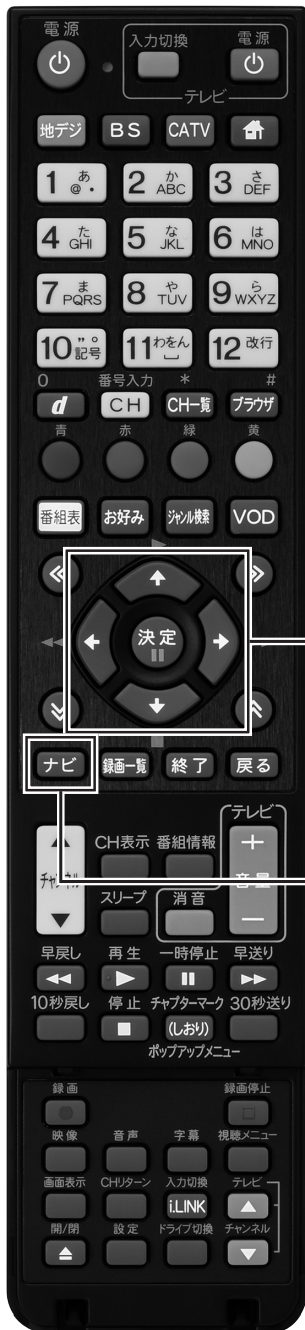 電源 入力切換 電源
テレビ
地デジ BS CATV
1 あ @. 2 か ABC 3 さ DEF
4 た GHI 5 な JKL 6 は MNO
7 ま PQRS 8 や TUV 9 ら WXYZ
10 ゛゜ 記号 11 わをん 12 改行
0 番号入力 * #
d CH CH一覧 ブラウザ
青 赤 緑 黄
番組表 お好み ジャンル検索 VOD
決定
ナビ 録画一覧 終了 戻る
テレビ
CH表示 番組情報 +
チャンネル 音量
スリープ 消音 −
早戻し 再生 一時停止 早送り
10秒戻し 停止 チャプターマーク 30秒送り
(しおり)
ポップアップメニュー
録画 録画停止
映像 音声 字幕 視聴メニュー
画面表示 CHリターン 入力切換 テレビ
i.LINK
開/閉 設定 ドライブ切換 チャンネル